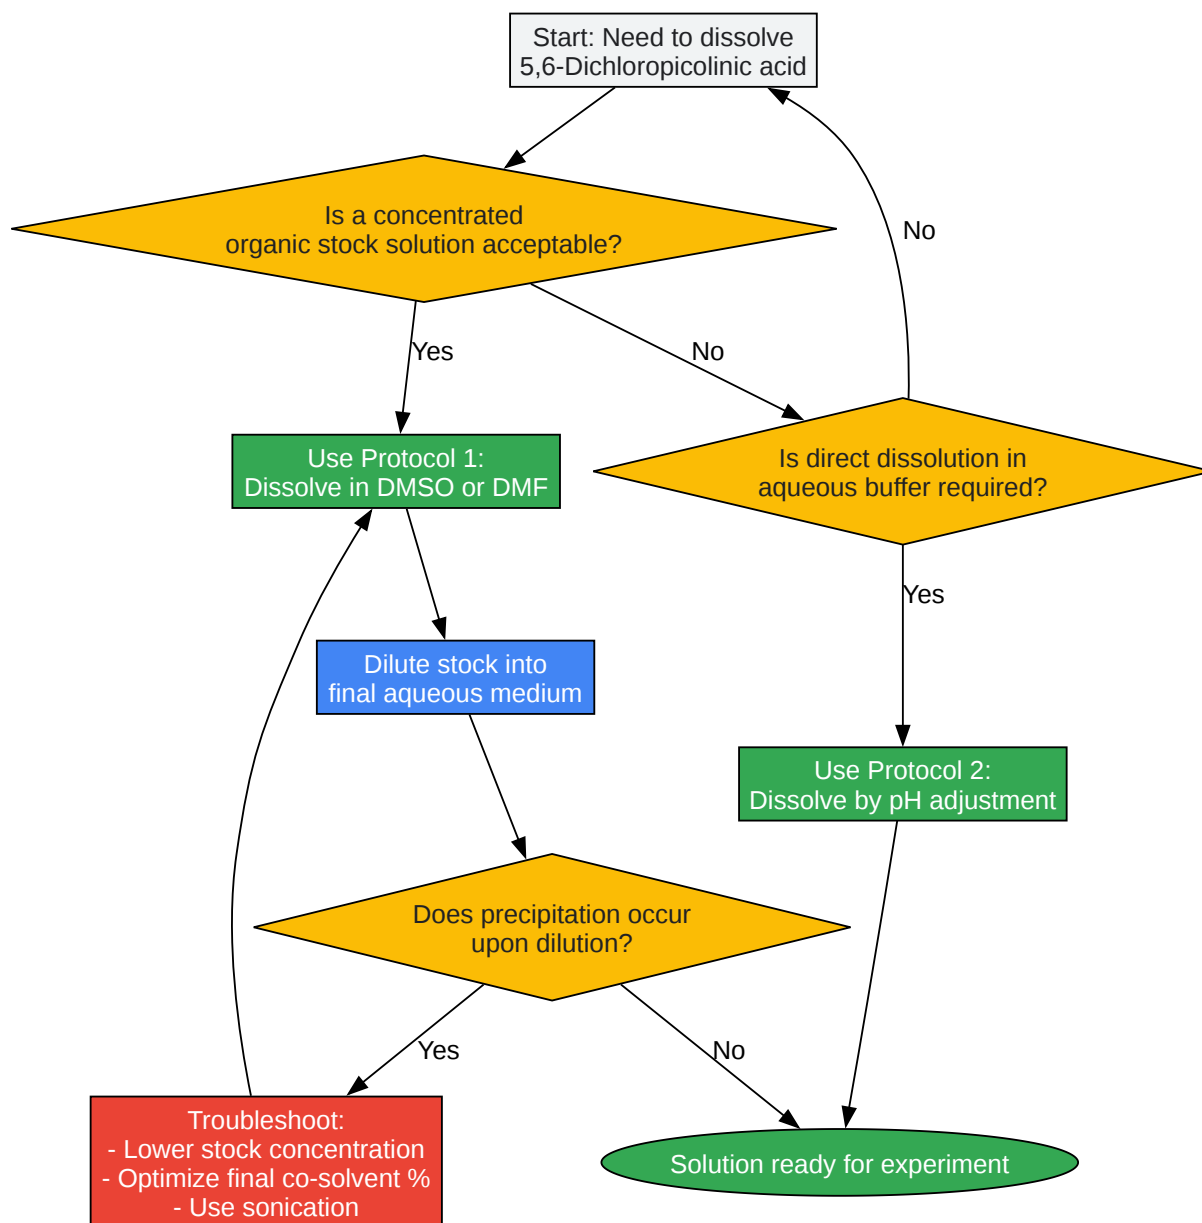 Start: Need to dissolve
5,6-Dichloropicolinic acid
Is a concentrated
organic stock solution acceptable?
No
Yes
No
Use Protocol 1:
Dissolve in DMSO or DMF
Is direct dissolution in
aqueous buffer required?
Yes
Dilute stock into
final aqueous medium
Use Protocol 2:
Dissolve by pH adjustment
Does precipitation occur
upon dilution?
Yes
No
Troubleshoot:
- Lower stock concentration
- Optimize final co-solvent %
- Use sonication
Solution ready for experiment